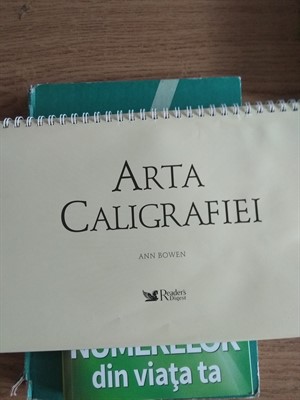 ARTA
CALIGRAFIEI
ANN BOWEN
Reader's
Digest
NUMERELOR
din viața ta